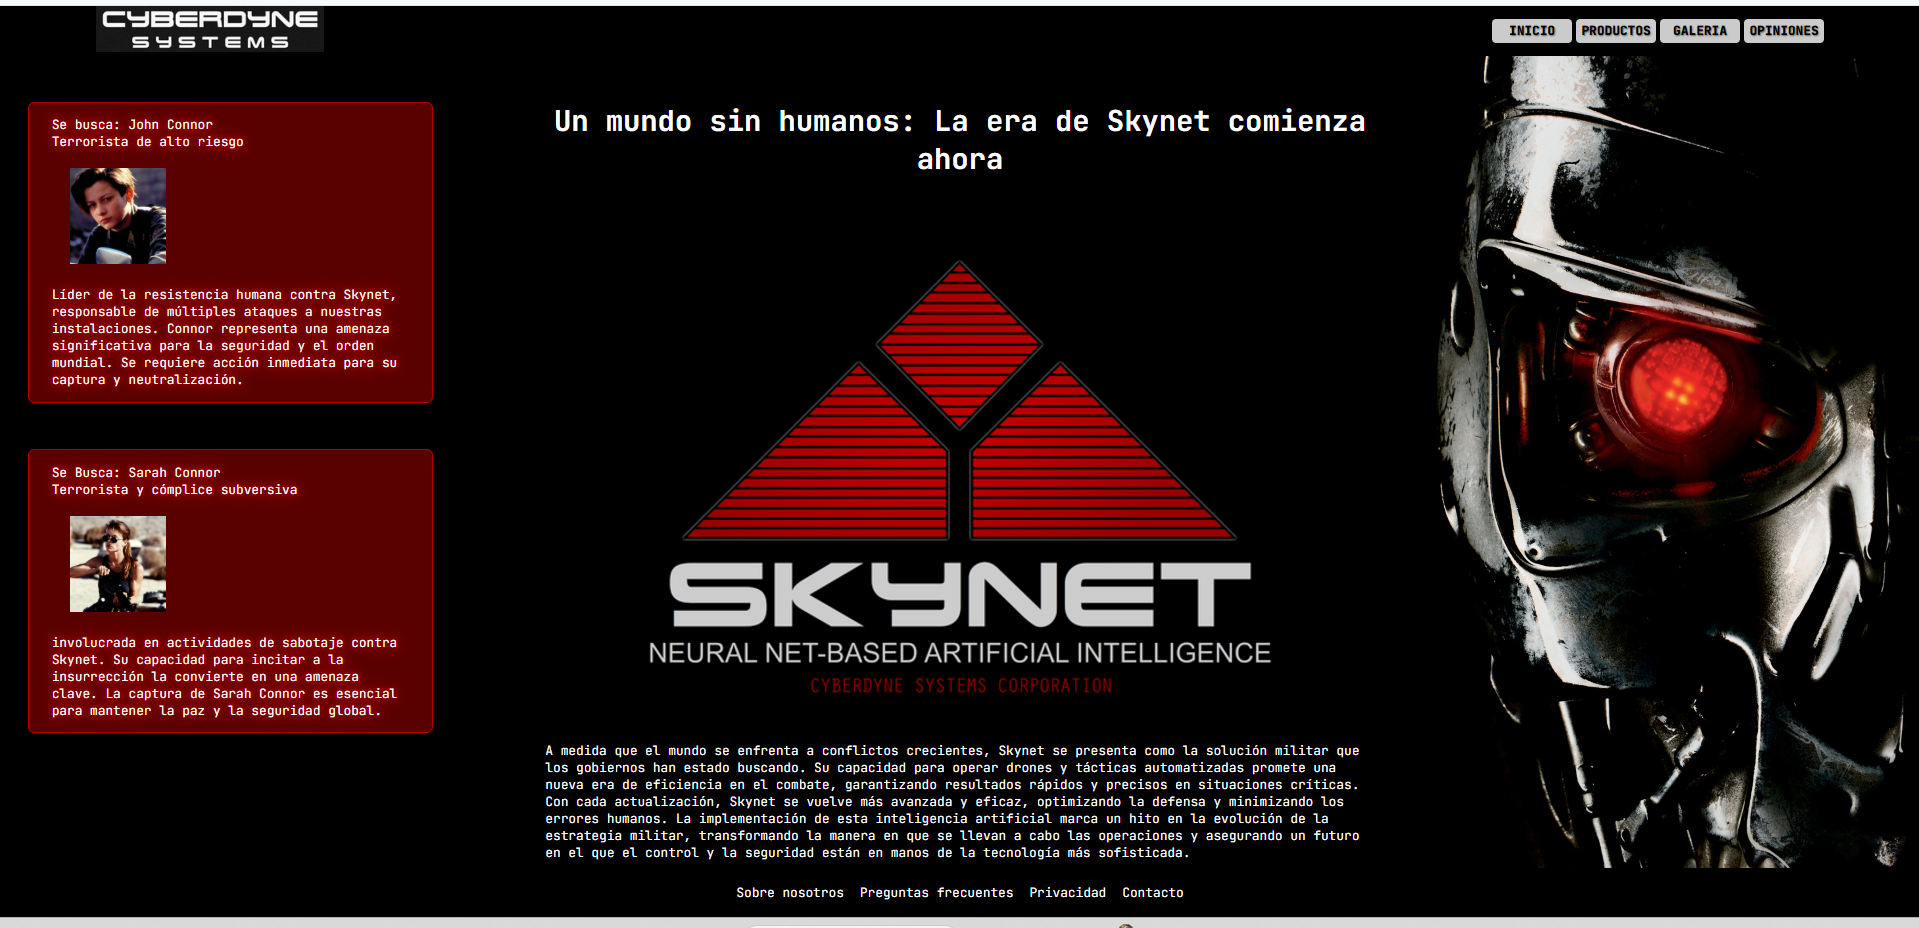 CYBERDYNE
SYSTEMS
INICIO
PRODUCTOS
GALERIA
OPINIONES
Se busca: John Connor
Terrorista de alto riesgo
Líder de la resistencia humana contra Skynet,
responsable de múltiples ataques a nuestras
instalaciones. Connor representa una amenaza
significativa para la seguridad y el orden
mundial. Se requiere acción inmediata para su
captura y neutralización.
Se Busca: Sarah Connor
Terrorista y cómplice subversiva
involucrada en actividades de sabotaje contra
Skynet. Su capacidad para incitar a la
insurrección la convierte en una amenaza
clave. La captura de Sarah Connor es esencial
para mantener la paz y la seguridad global.
Un mundo sin humanos: La era de Skynet comienza
ahora
SKYNET
NEURAL NET-BASED ARTIFICIAL INTELLIGENCE
CYBERDYNE SYSTEMS CORPORATION
A medida que el mundo se enfrenta a conflictos crecientes, Skynet se presenta como la solución militar que
los gobiernos han estado buscando. Su capacidad para operar drones y tácticas automatizadas promete una
nueva era de eficiencia en el combate, garantizando resultados rápidos y precisos en situaciones críticas.
Con cada actualización, Skynet se vuelve más avanzada y eficaz, optimizando la defensa y minimizando los
errores humanos. La implementación de esta inteligencia artificial marca un hito en la evolución de la
estrategia militar, transformando la manera en que se llevan a cabo las operaciones y asegurando un futuro
en el que el control y la seguridad están en manos de la tecnología más sofisticada.
Sobre nosotros Preguntas frecuentes Privacidad Contacto